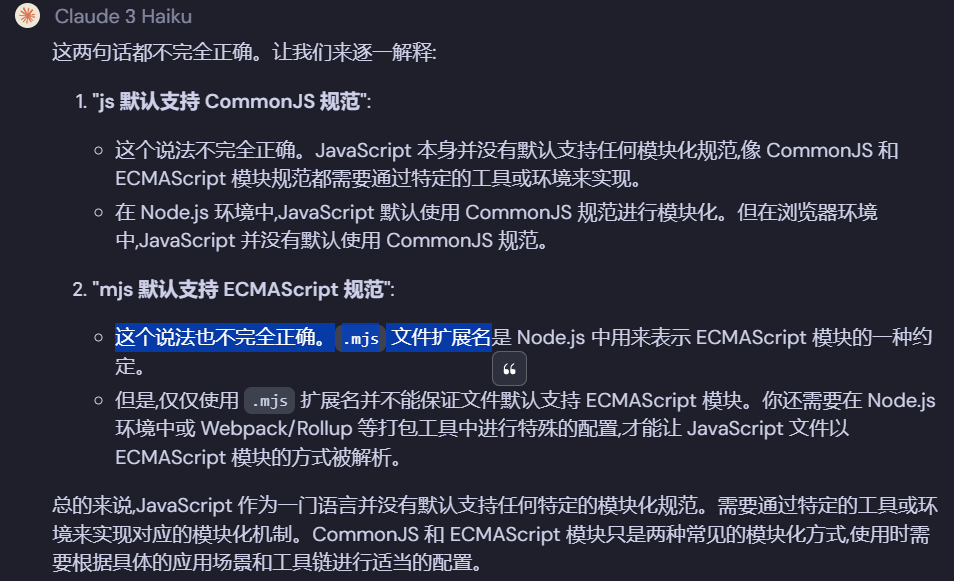 Claude 3 Haiku
这两句话都不完全正确。让我们来逐一解释:
1. "js 默认支持 CommonJS 规范":
这个说法不完全正确。JavaScript 本身并没有默认支持任何模块化规范,像 CommonJS 和
ECMAScript 模块规范都需要通过特定的工具或环境来实现。
在 Node.js 环境中,JavaScript 默认使用 CommonJS 规范进行模块化。但在浏览器环境
中,JavaScript 并没有默认使用 CommonJS 规范。
2. "mjs 默认支持 ECMAScript 规范":
这个说法也不完全正确。 .mjs 文件扩展名是 Node.js 中用来表示 ECMAScript 模块的一种约
定。
但是,仅仅使用 .mjs 扩展名并不能保证文件默认支持 ECMAScript 模块。你还需要在 Node.js
环境中或 Webpack/Rollup 等打包工具中进行特殊的配置,才能让 JavaScript 文件以
ECMAScript 模块的方式被解析。
总的来说,JavaScript 作为一门语言并没有默认支持任何特定的模块化规范。需要通过特定的工具或环
境来实现对应的模块化机制。CommonJS 和 ECMAScript 模块只是两种常见的模块化方式,使用时需
要根据具体的应用场景和工具链进行适当的配置。